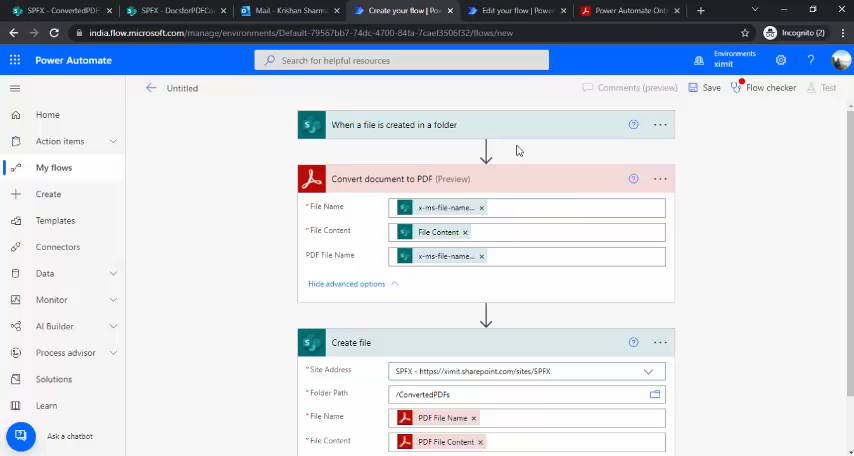 SPFX - ConvertedPDF
SPFX - DocsforPDFCon
Mail - Krishan Sharma
Create your flow | Pow
Edit your flow | Power
Power Automate Onli
india.flow.microsoft.com/manage/environments/Default-79567bb7-74dc-4700-84fa-7caef3506f32/flows/new
Incognito (2)
Power Automate
Search for helpful resources
Environments
ximit
Untitled
Comments (preview)
Save
Flow checker
Test
Home
Action items
My flows
Create
Templates
Connectors
Data
Monitor
AI Builder
Process advisor
Solutions
Learn
Ask a chatbot
When a file is created in a folder
Convert document to PDF (Preview)
* File Name
x-ms-file-name...
* File Content
File Content
PDF File Name
x-ms-file-name...
Hide advanced options
Create file
* Site Address
SPFX - https://ximit.sharepoint.com/sites/SPFX
* Folder Path
/ConvertedPDFs
* File Name
PDF File Name
* File Content
PDF File Content